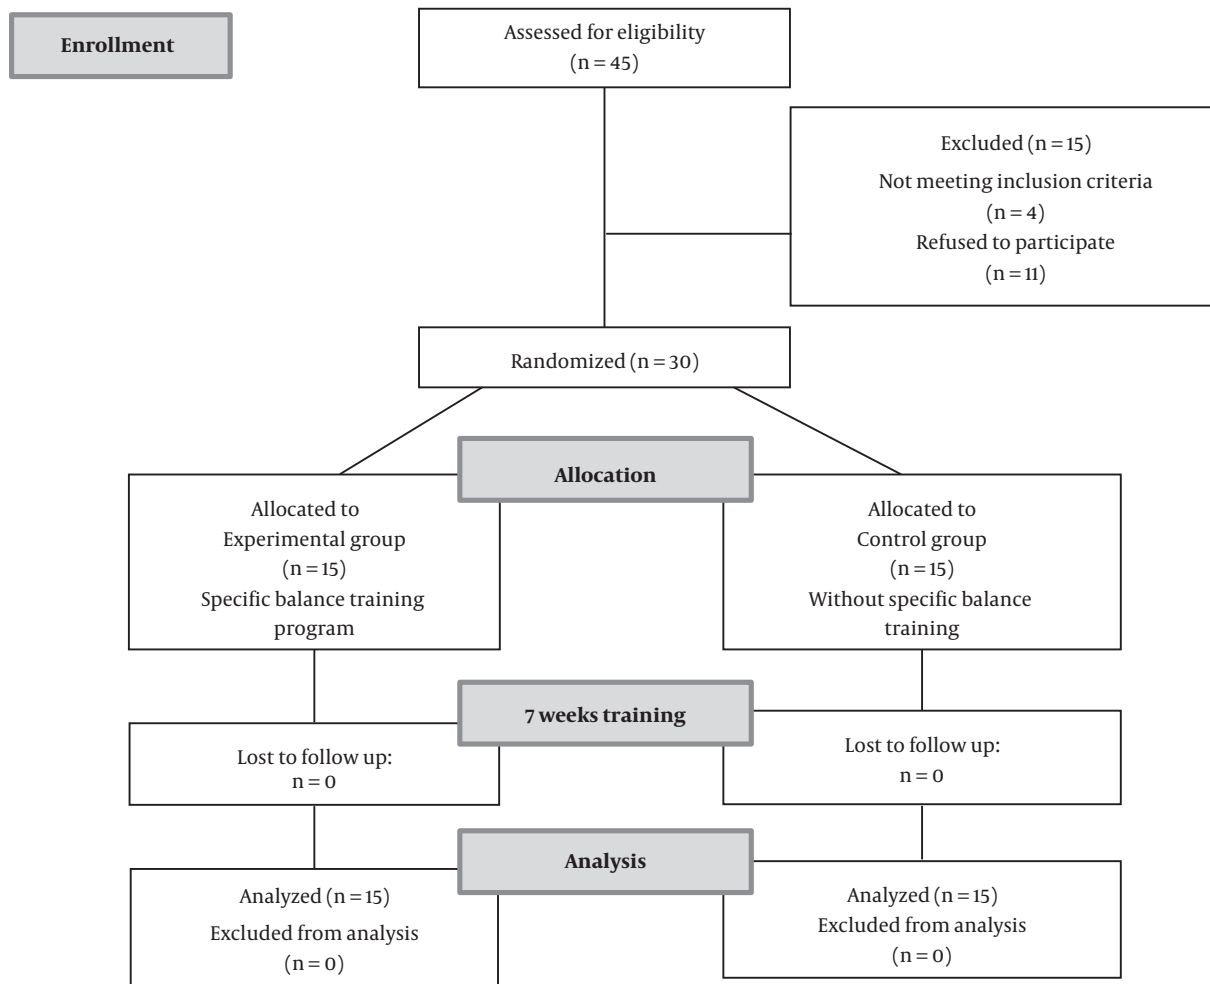 Enrollment
Assessed for eligibility
(n = 45)
Excluded (n = 15)
Not meeting inclusion criteria
(n = 4)
Refused to participate
(n = 11)
Randomized (n = 30)
Allocation
Allocated to
Experimental group
(n = 15)
Specific balance training
program
Allocated to
Control group
(n = 15)
Without specific balance
training
7 weeks training
Lost to follow up:
n = 0
Lost to follow up:
n = 0
Analysis
Analyzed (n = 15)
Excluded from analysis
(n = 0)
Analyzed (n = 15)
Excluded from analysis
(n = 0)